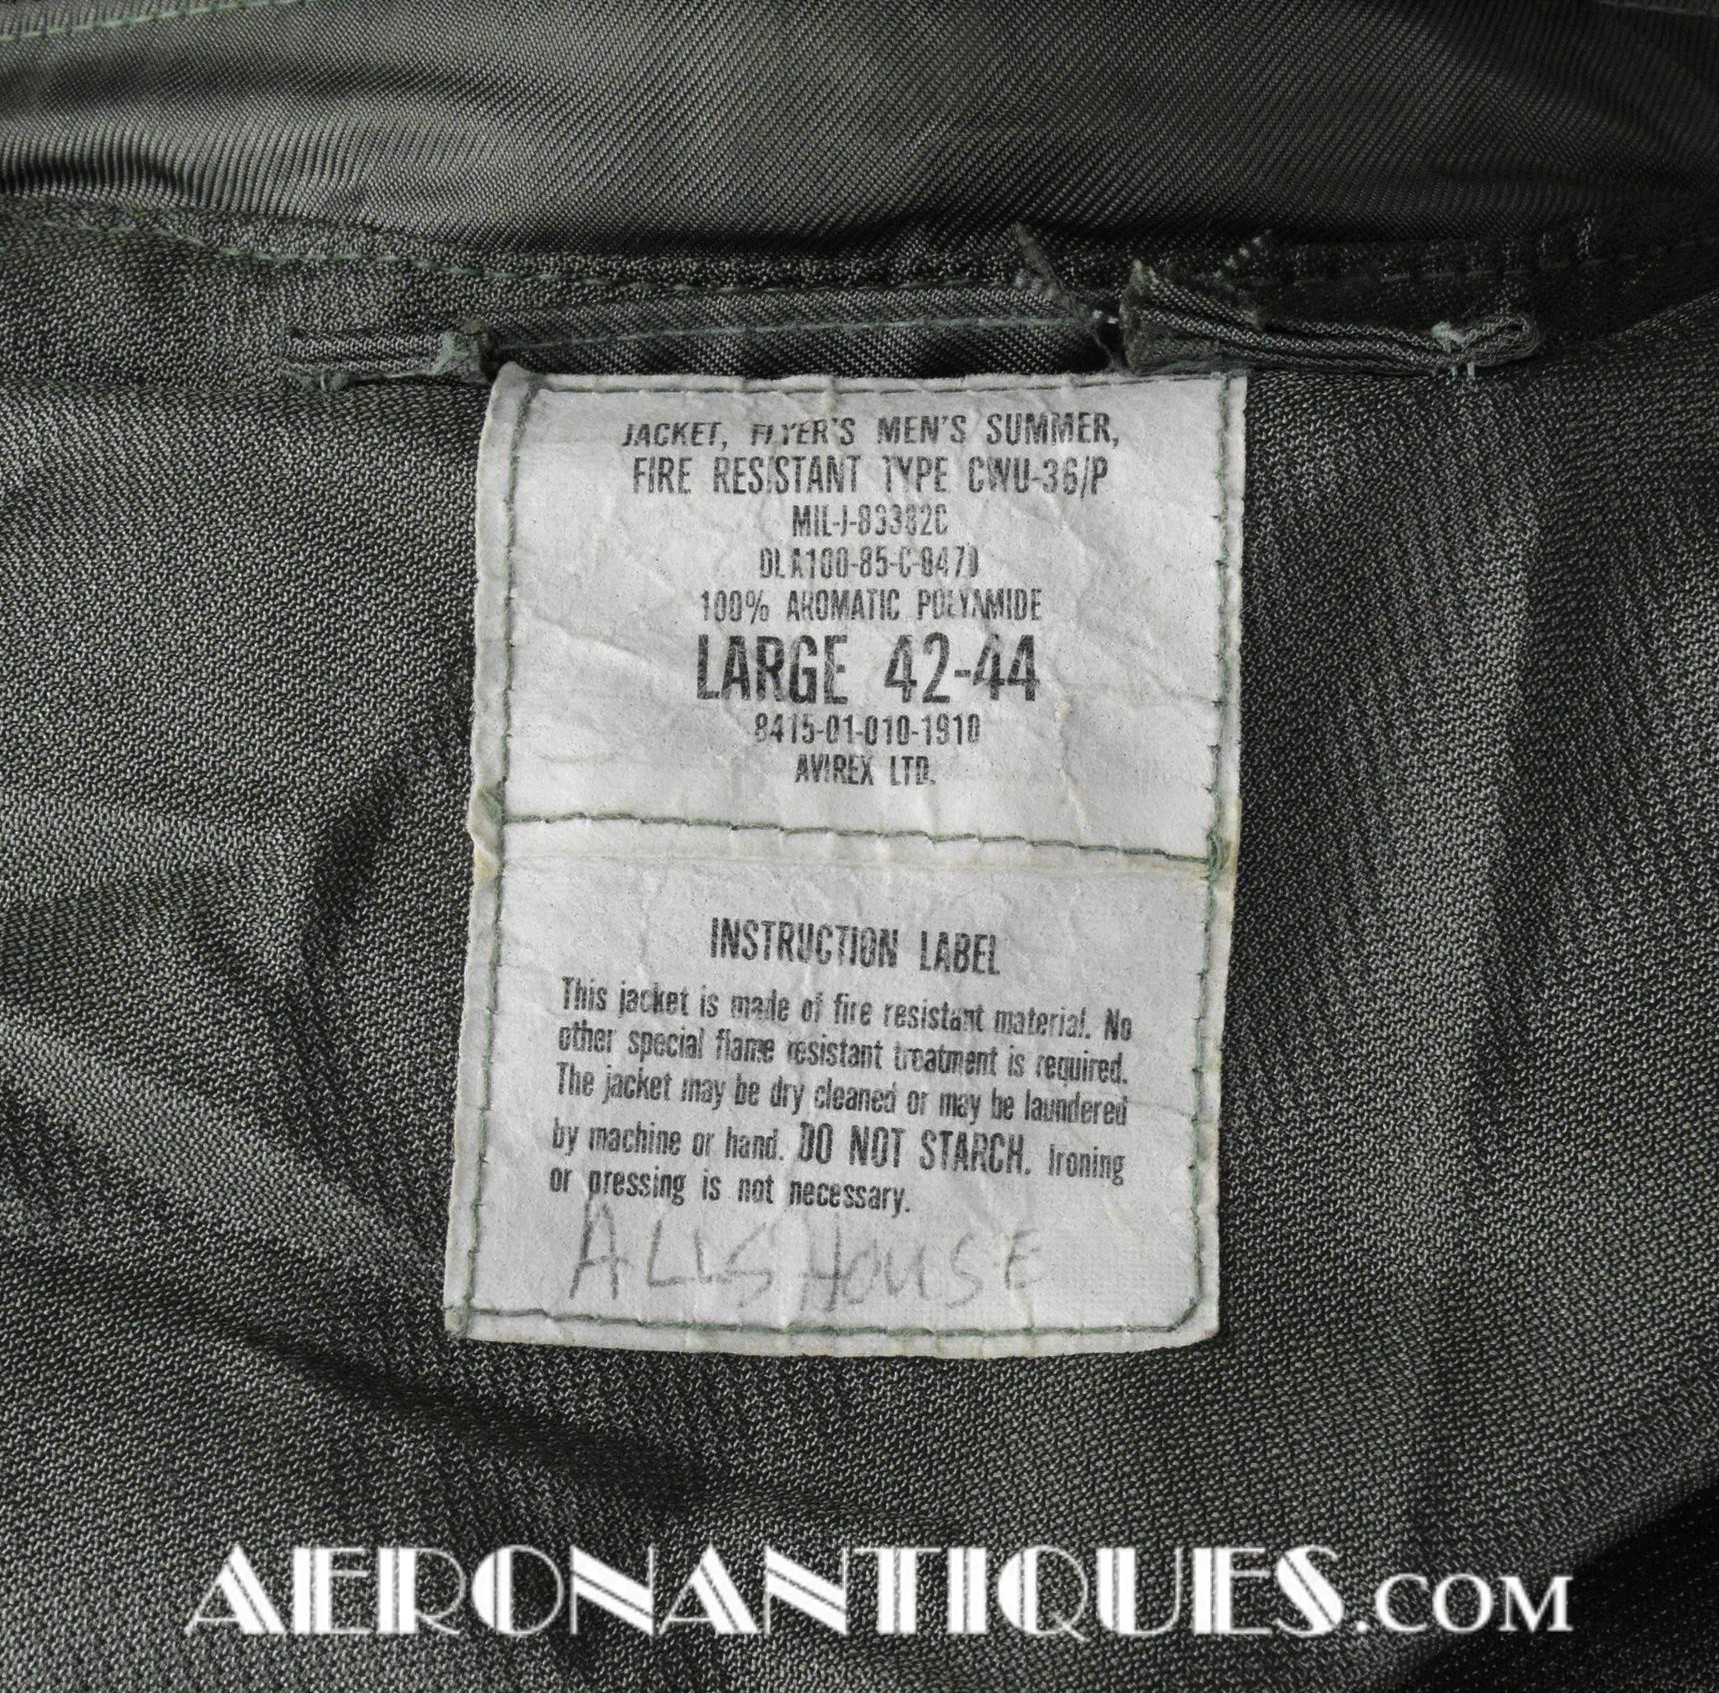 JACKET, FLYER'S MEN'S SUMMER,
FIRE RESISTANT TYPE CWU-36/P
MIL-J-83382C
100% AROMATIC POLYAMIDE
LARGE 42-44
8415-01-010-1910
AVIREX LTD.
INSTRUCTION LABEL
This jacket is made of fire resistant material. No
other special flame resistant treatment is required.
The jacket may be dry cleaned or may be laundered
by machine or hand. DO NOT STARCH. Ironing
or pressing is not necessary.
ALLSHOUSE
AERONANTIQUES.COM